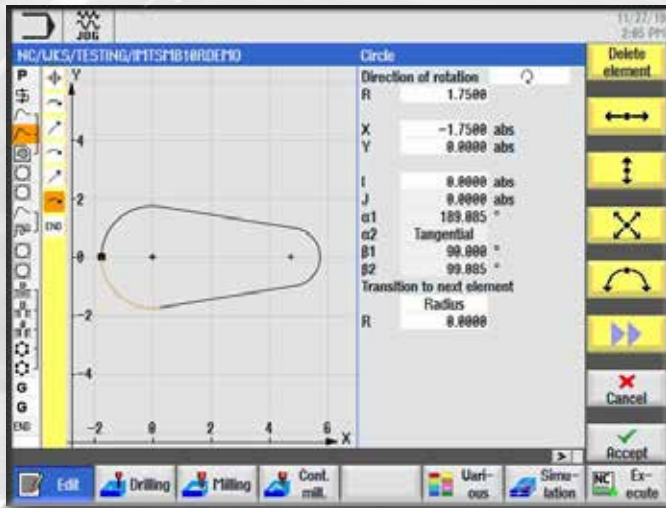 JOG
11/27/19
2:05 PM
NC/WKS/TESTING/IMTSMB10RDEMO
Circle
Delete element
P
Y
Direction of rotation
R 1.7500
X -1.7500 abs
Y 0.0000 abs
I 0.0000 abs
J 0.0000 abs
α1 189.085 °
α2 Tangential
β1 90.000 °
β2 99.085 °
Transition to next element
Radius
R 0.0000
END
4
2
0
-2
-4
-2 0 2 4 6 X
G
G
END
Cancel
Accept
Edit
Drilling
Milling
Cont. mill.
Vari-ous
Simu-lation
NC Ex-ecute